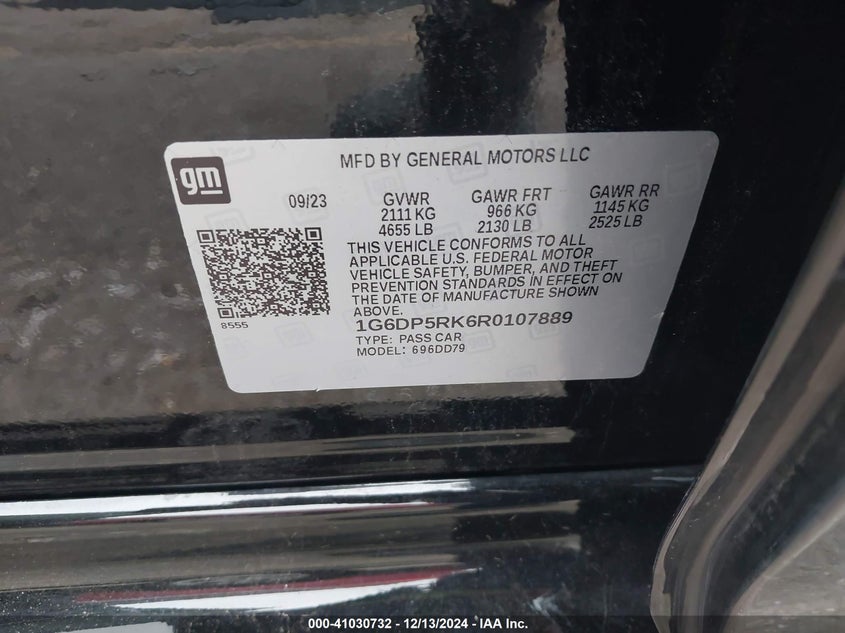 gm
MFD BY GENERAL MOTORS LLC
09/23
GVWR
2111 KG
4655 LB
GAWR FRT
966 KG
2130 LB
GAWR RR
1145 KG
2525 LB
THIS VEHICLE CONFORMS TO ALL
APPLICABLE U.S. FEDERAL MOTOR
VEHICLE SAFETY, BUMPER, AND THEFT
PREVENTION STANDARDS IN EFFECT ON
THE DATE OF MANUFACTURE SHOWN
ABOVE.
8555
1G6DP5RK6R0107889
TYPE: PASS CAR
MODEL: 696DD79
000-41030732 - 12/13/2024 - IAA Inc.